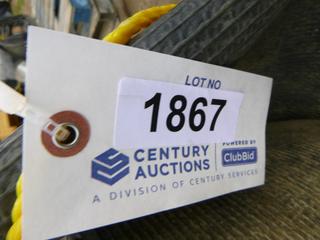 LOT NO
1867
CENTURY AUCTIONS
POWERED BY
ClubBid
A DIVISION OF CENTURY SERVICES